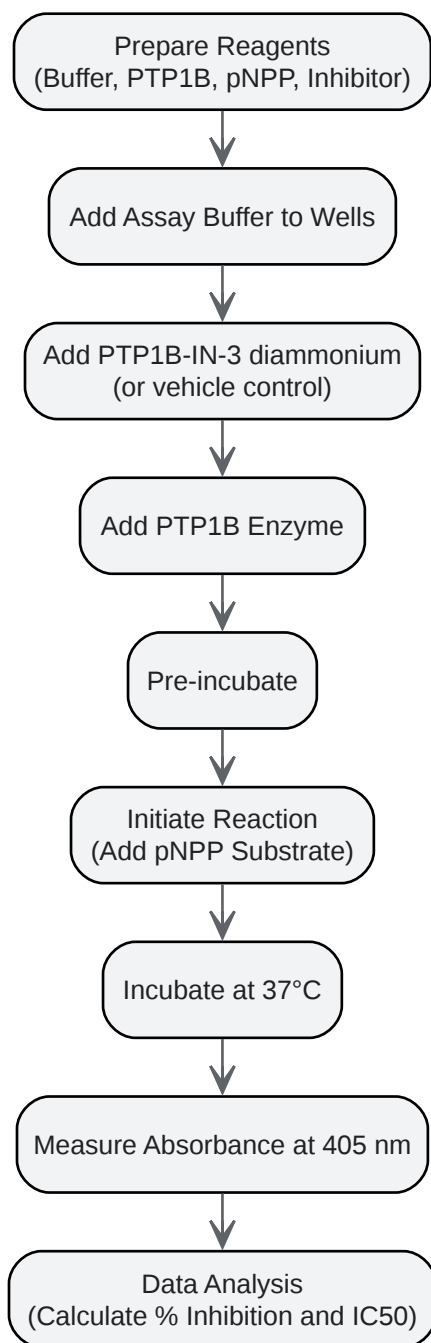 Prepare Reagents
(Buffer, PTP1B, pNPP, Inhibitor)
Add Assay Buffer to Wells
Add PTP1B-IN-3 diammonium
(or vehicle control)
Add PTP1B Enzyme
Pre-incubate
Initiate Reaction
(Add pNPP Substrate)
Incubate at 37°C
Measure Absorbance at 405 nm
Data Analysis
(Calculate % Inhibition and IC50)